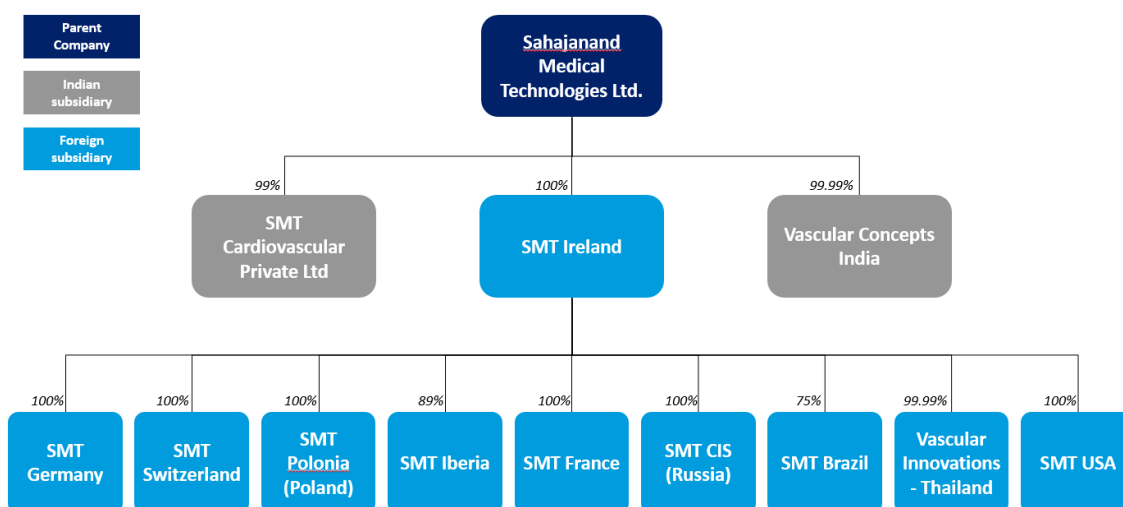 Parent
Company
Indian
subsidiary
Foreign
subsidiary
Sahajanand
Medical
Technologies Ltd.
99%
100%
99.99%
SMT
Cardiovascular
Private Ltd
SMT Ireland
Vascular Concepts
India
100%
100%
100%
89%
100%
100%
75%
99.99%
100%
SMT
Germany
SMT
Switzerland
SMT
Polonia
(Poland)
SMT Iberia
SMT France
SMT CIS
(Russia)
SMT Brazil
Vascular
Innovations
- Thailand
SMT USA